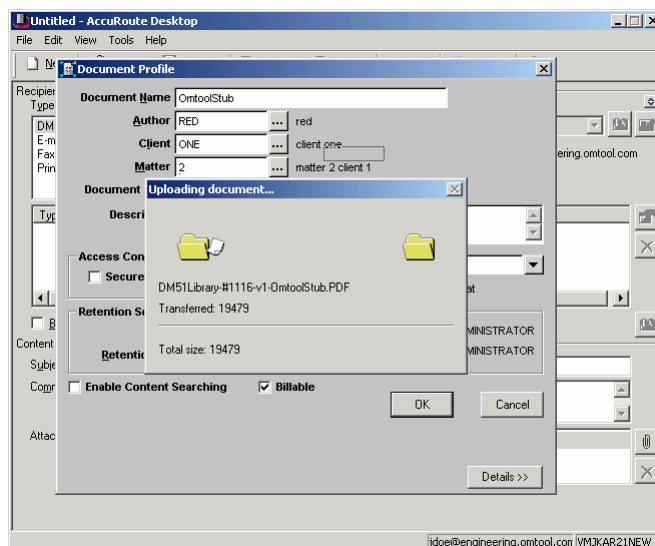 Untitled - AccuRoute Desktop
File Edit View Tools Help
Document Profile
Recipien
Type
DM
E-m
Fax
Prin
Document Name OmtoolStub
Author RED ... red
Client ONE ... client one
Matter 2 ... matter 2 client 1
ering.omtool.com
Document
Uploading document...
Typ
Descri
DM51Library-#1116-v1-OmtoolStub.PDF
Transferred: 19479
Total size: 19479
Access Con
Secure
at
Retention Se
MINISTRATOR
Retentio
MINISTRATOR
B
Content
Subje
Comr
Enable Content Searching Billable
OK Cancel
Attac
Details >>
jdoe@engineering.omtool.com VMJKAR21NEW